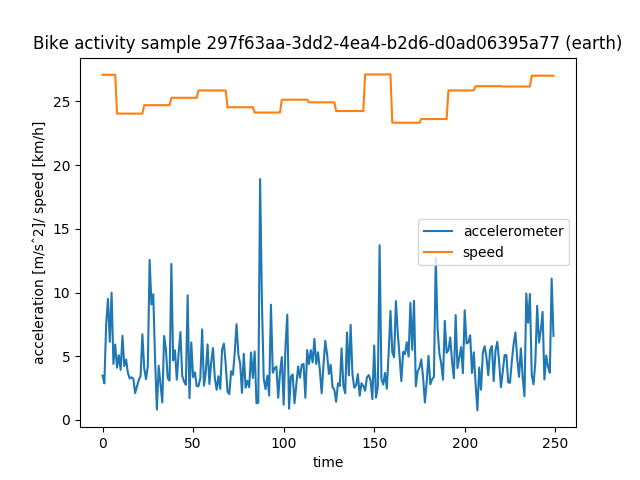 Bike activity sample 297f63aa-3dd2-4ea4-b2d6-d0ad06395a77 (earth)
acceleration [m/s^2]/ speed [km/h]
25
20
15
10
5
0
accelerometer
speed
0 50 100 150 200 250
time